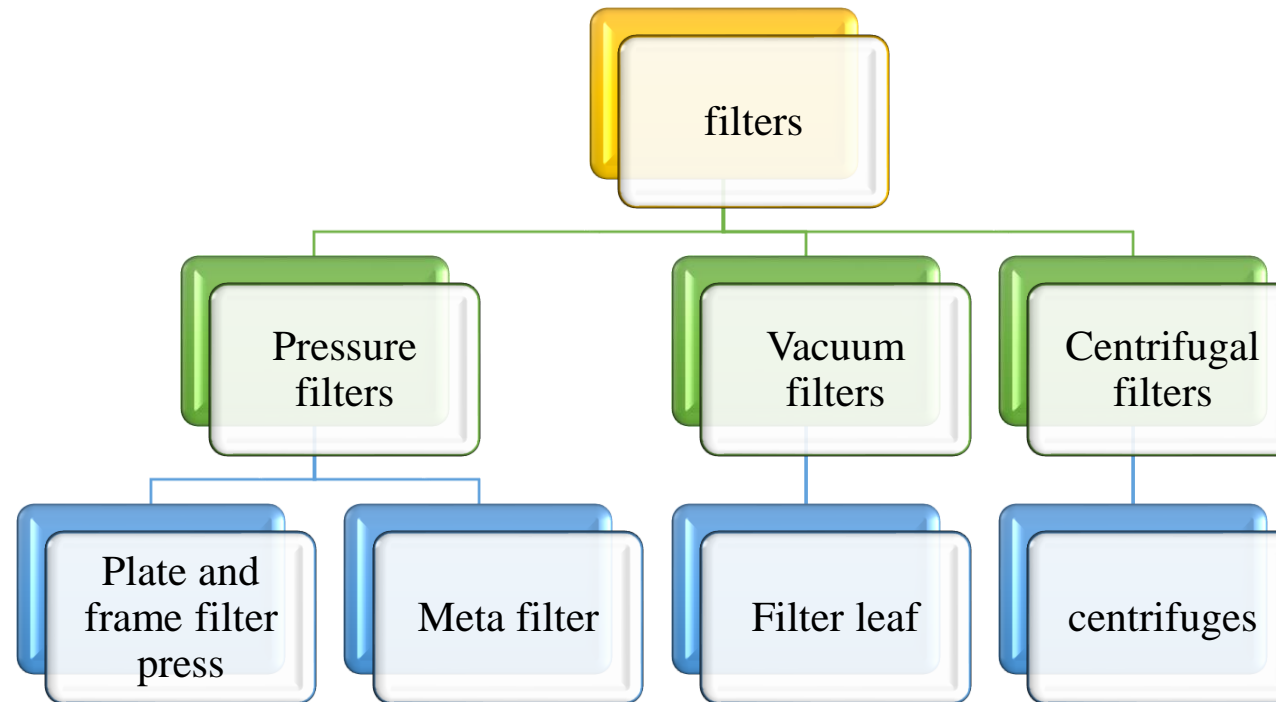 filters
Pressure
filters
Vacuum
filters
Centrifugal
filters
Plate and
frame filter
press
Meta filter
Filter leaf
centrifuges